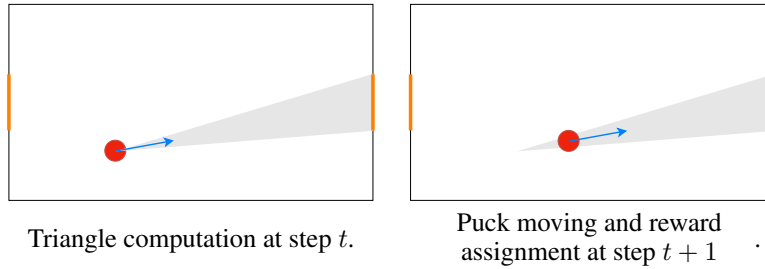 Triangle computation at step t.
Puck moving and reward
assignment at step t + 1 .